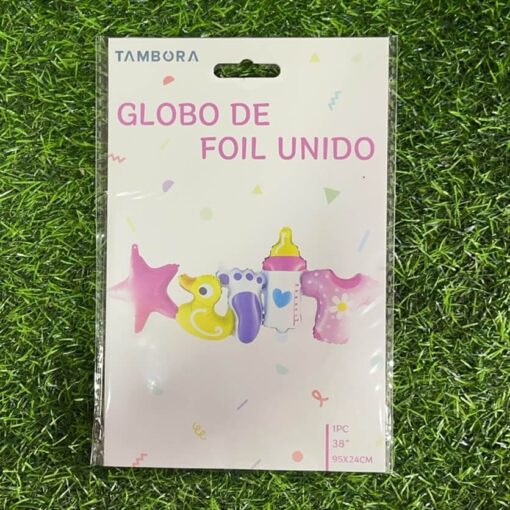 TAMBORA
GLOBO DE
FOIL UNIDO
1PC
38"
95X24CM